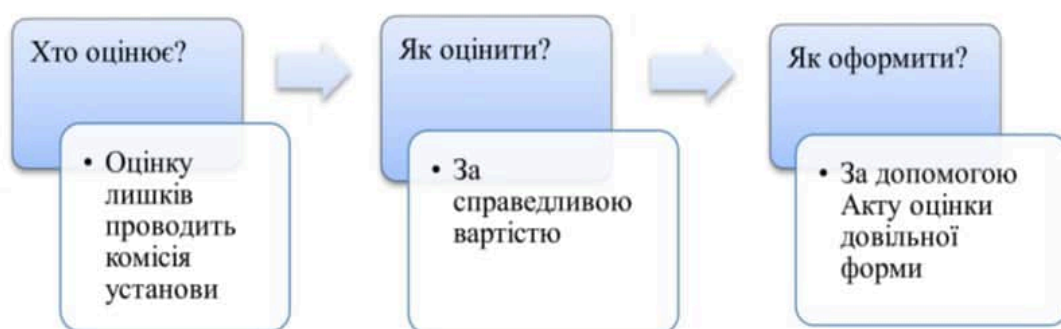 Хто оцінює?
• Оцінку
лишків
проводить
комісія
установи
Як оцінити?
• За
справедливою
вартістю
Як оформити?
• За допомогою
Акту оцінки
довільної
форми